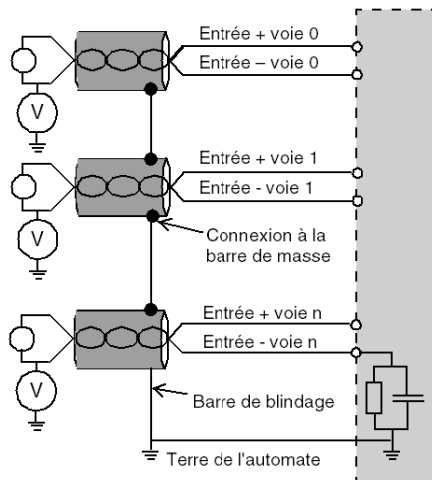 Entrée + voie 0
Entrée – voie 0
V
Entrée + voie 1
Entrée - voie 1
V
Connexion à la
barre de masse
Entrée + voie n
Entrée - voie n
V
Barre de blindage
Terre de l'automate